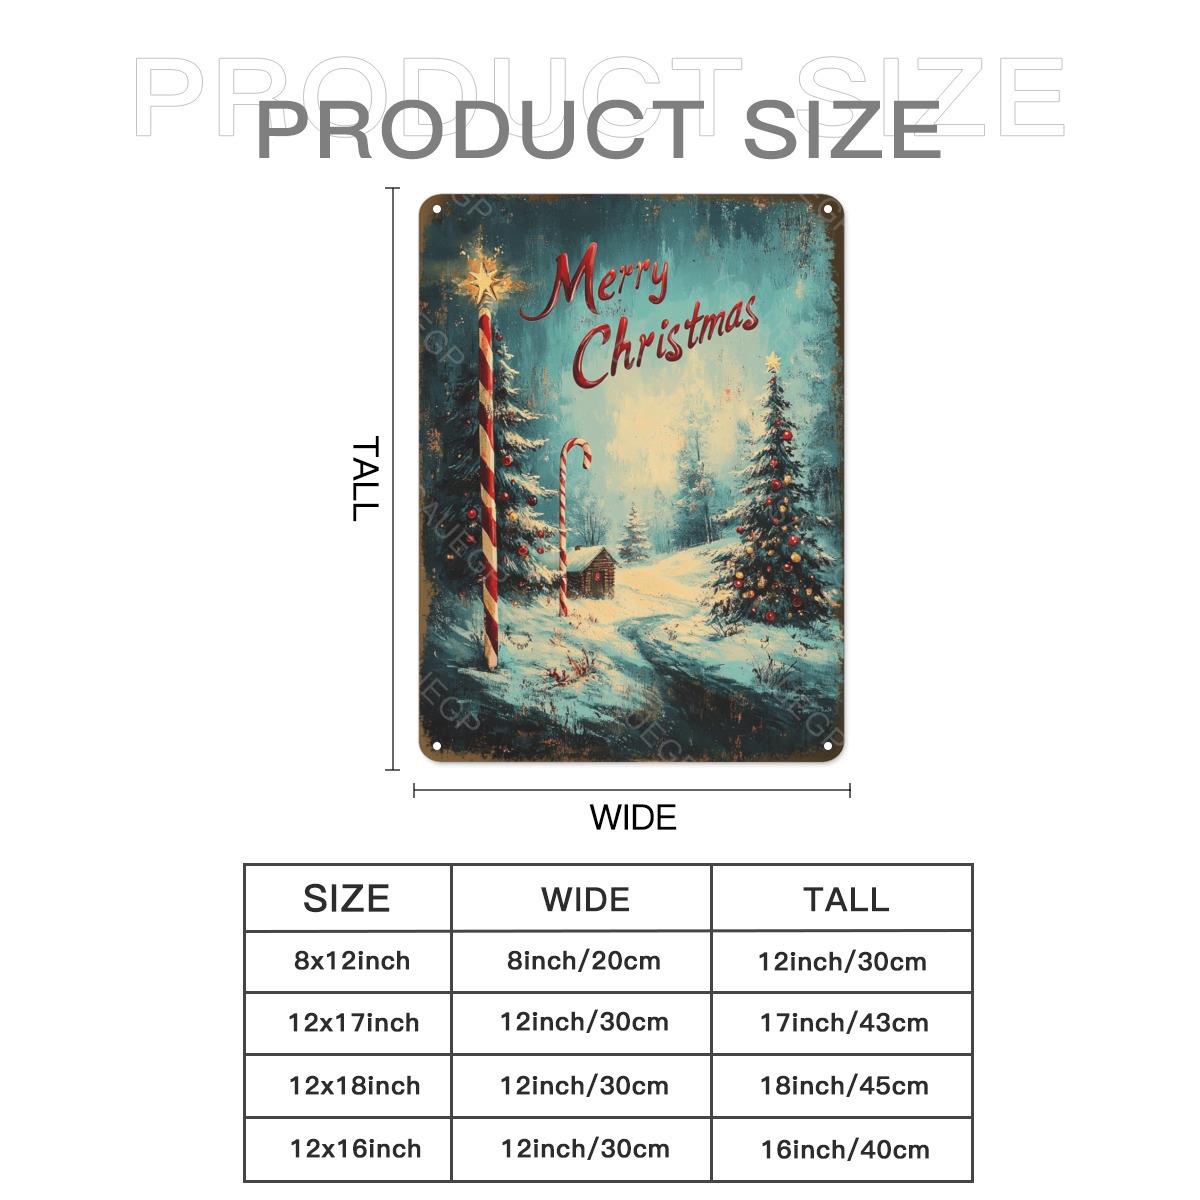 PRODUCT SIZE
PRODUCT SIZE
Merry
Christmas
TALL
WIDE
SIZE WIDE TALL
8x12inch 8inch/20cm 12inch/30cm
12x17inch 12inch/30cm 17inch/43cm
12x18inch 12inch/30cm 18inch/45cm
12x16inch 12inch/30cm 16inch/40cm